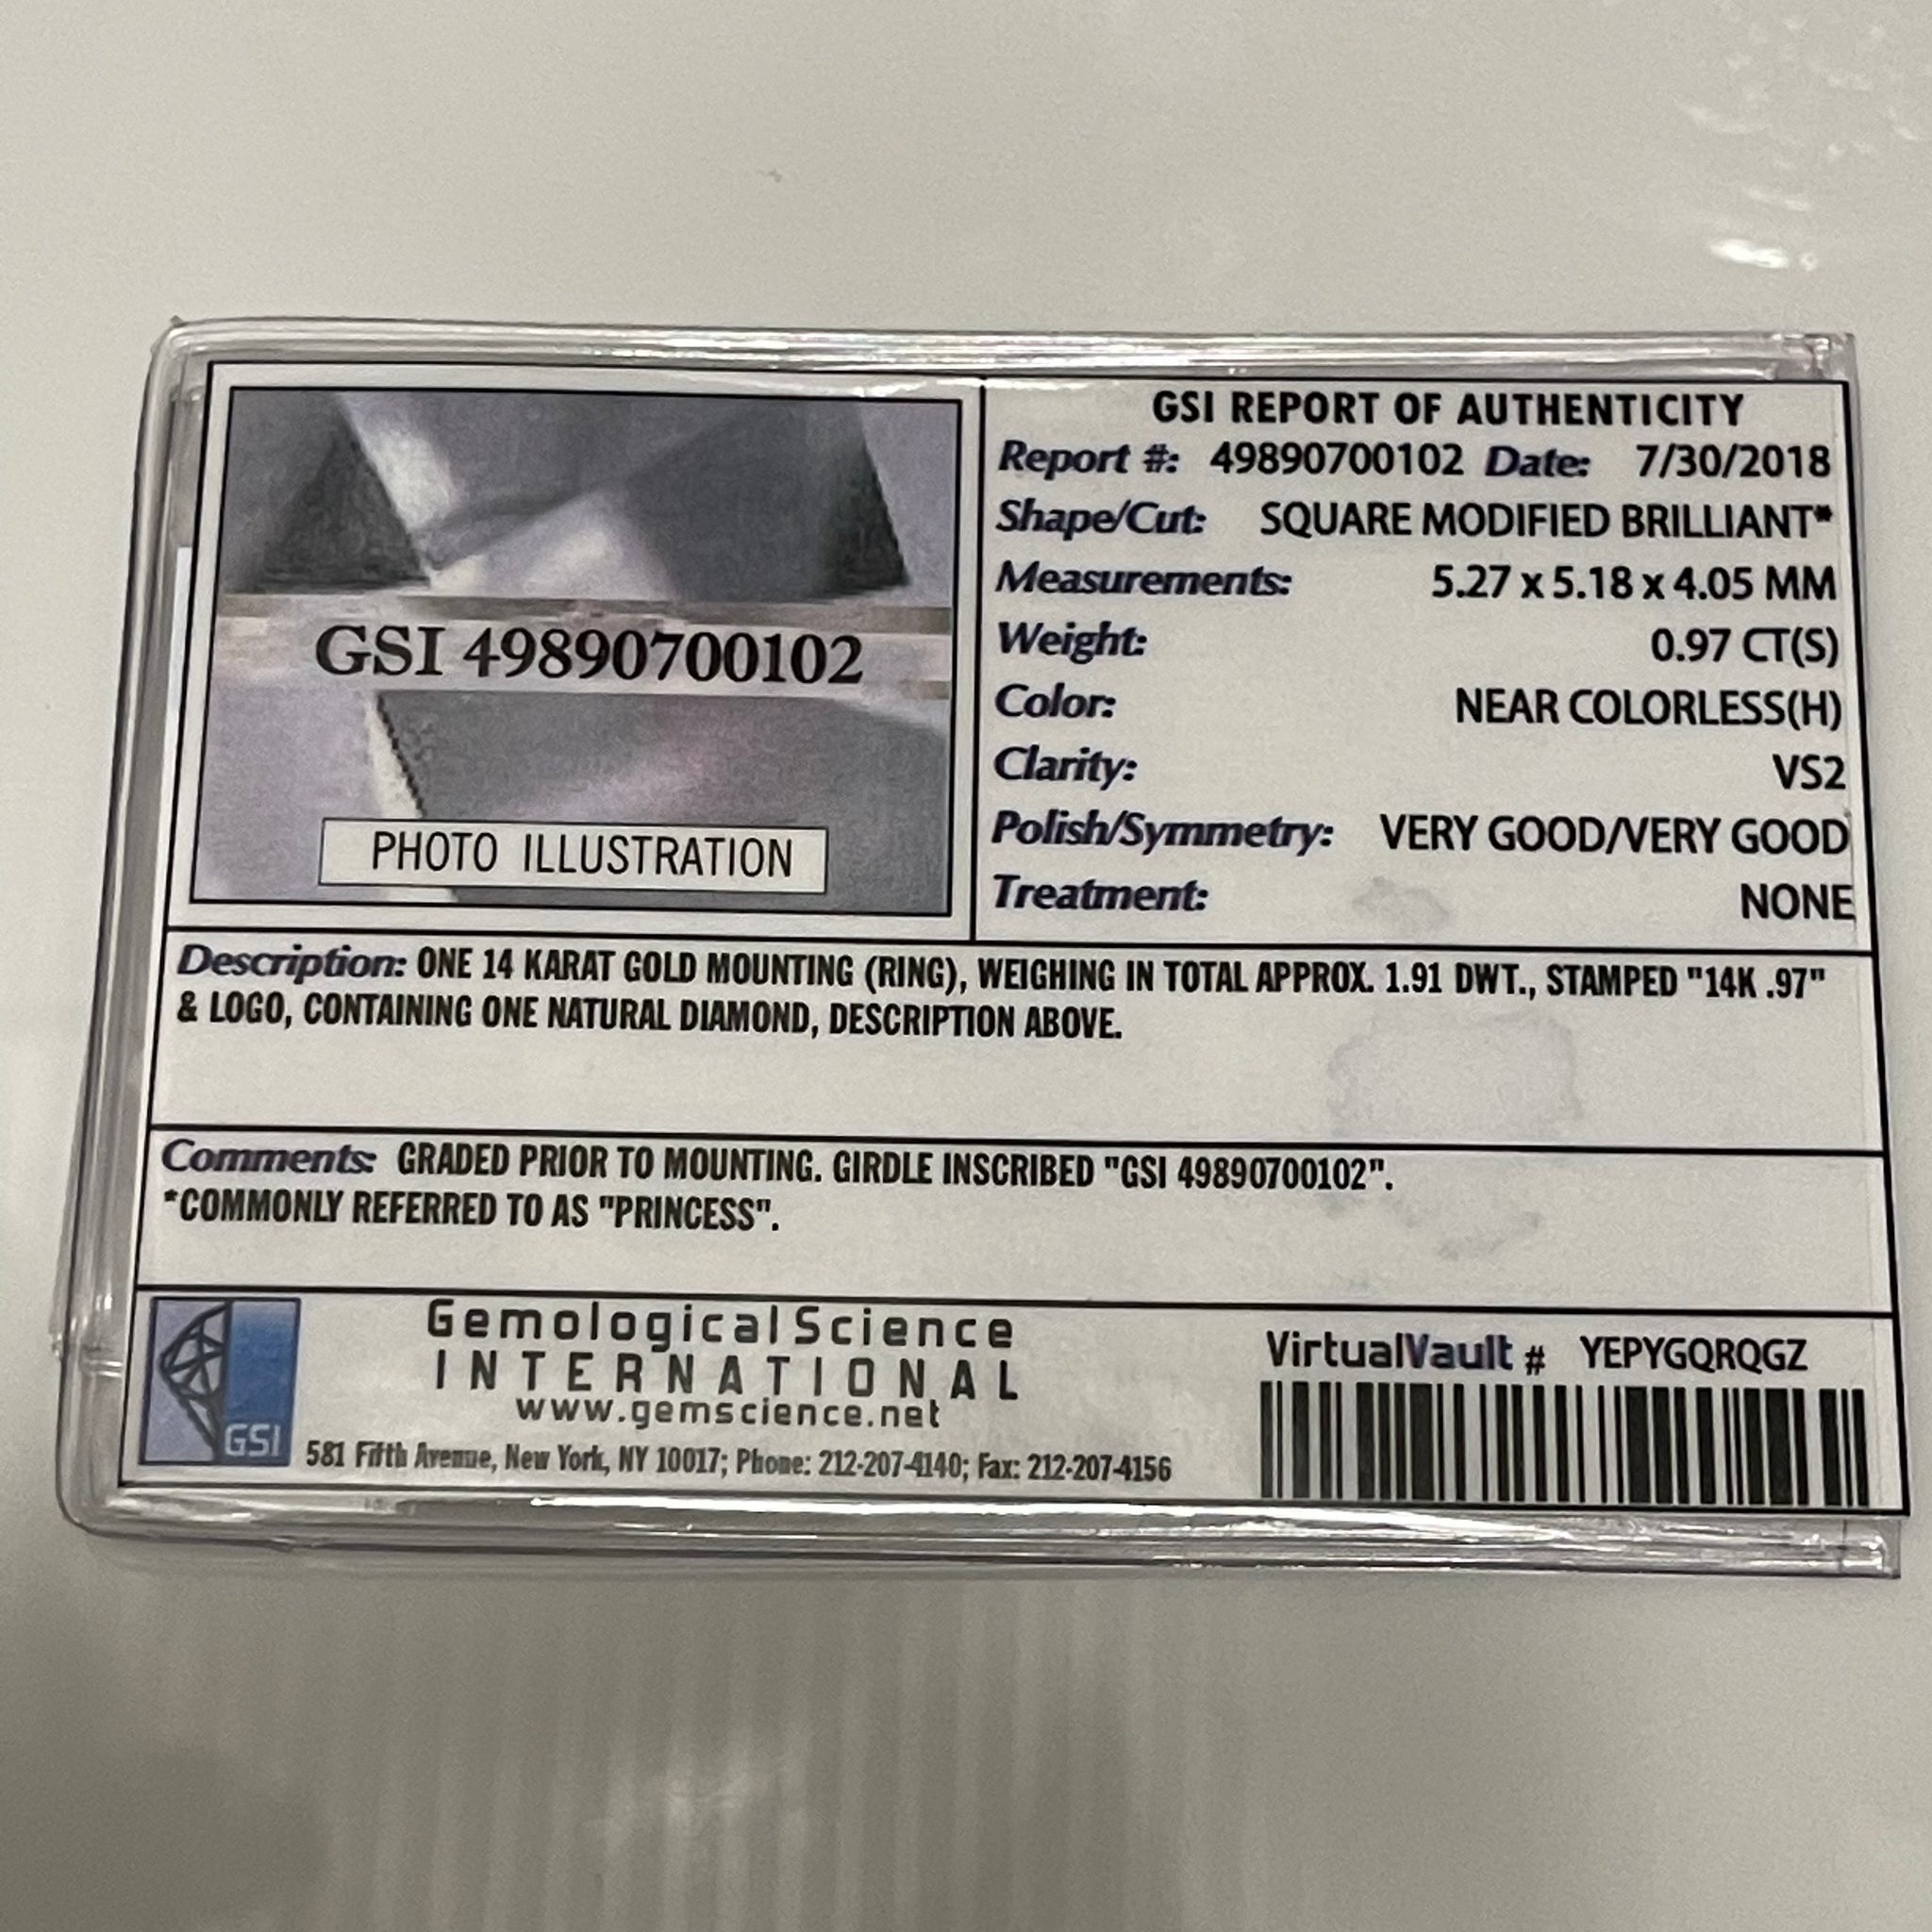 GSI 49890700102
PHOTO ILLUSTRATION
GSI REPORT OF AUTHENTICITY
Report #: 49890700102 Date: 7/30/2018
Shape/Cut: SQUARE MODIFIED BRILLIANT*
Measurements: 5.27 x 5.18 x 4.05 MM
Weight: 0.97 CT(S)
Color: NEAR COLORLESS(H)
Clarity: VS2
Polish/Symmetry: VERY GOOD/VERY GOOD
Treatment: NONE
Description: ONE 14 KARAT GOLD MOUNTING (RING), WEIGHING IN TOTAL APPROX. 1.91 DWT., STAMPED "14K .97"
& LOGO, CONTAINING ONE NATURAL DIAMOND, DESCRIPTION ABOVE.
Comments: GRADED PRIOR TO MOUNTING. GIRDLE INSCRIBED "GSI 49890700102".
*COMMONLY REFERRED TO AS "PRINCESS".
GSI
Gemological Science
INTERNATIONAL
www.gemscience.net
581 Fifth Avenue, New York, NY 10017; Phone: 212-207-4140; Fax: 212-207-4156
VirtualVault # YEPYGQRQGZ